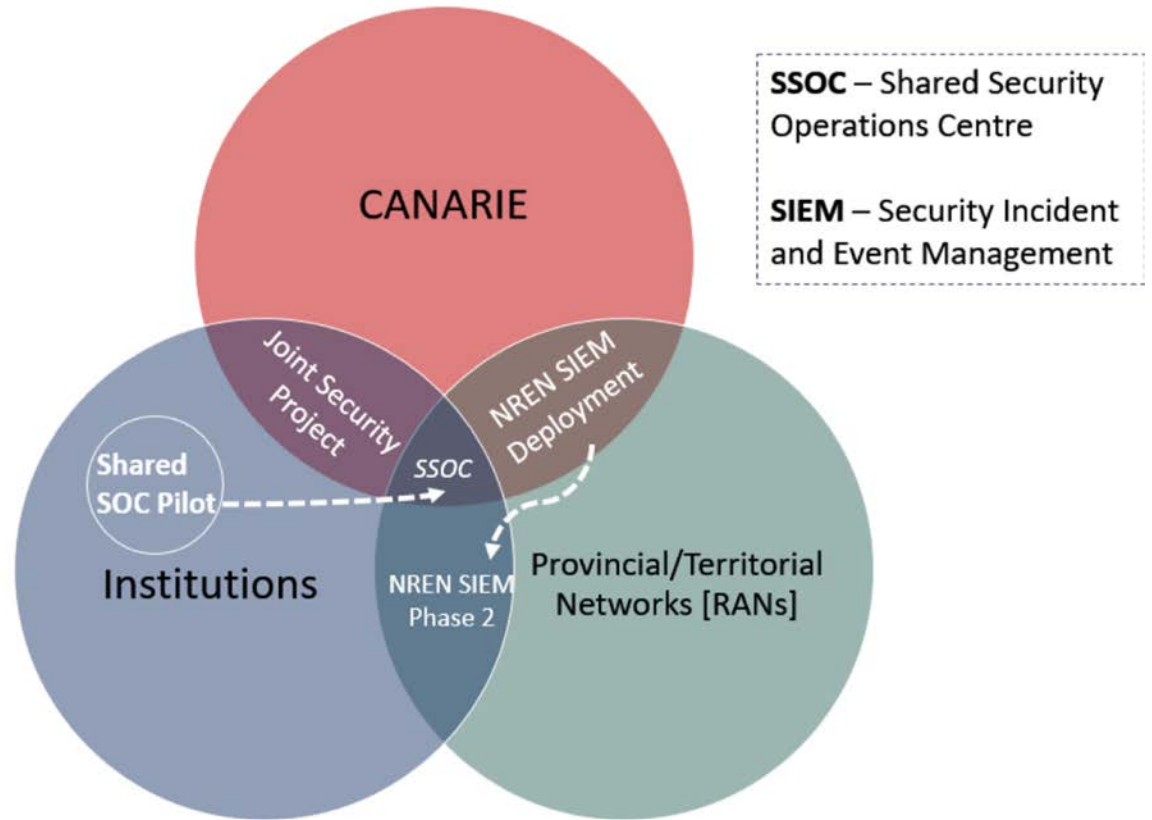 CANARIE
SSOC – Shared Security
Operations Centre
SIEM – Security Incident
and Event Management
Joint Security
Project
NREN SIEM
Deployment
SSOC
Shared
SOC Pilot
Institutions
NREN SIEM
Phase 2
Provincial/Territorial
Networks [RANs]